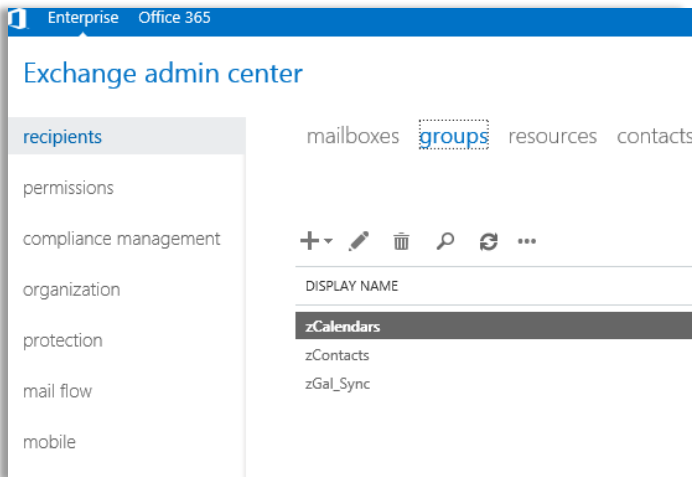 Enterprise Office 365
Exchange admin center
recipients
permissions
compliance management
organization
protection
mail flow
mobile
mailboxes groups resources contacts
DISPLAY NAME
zCalendars
zContacts
zGal_Sync